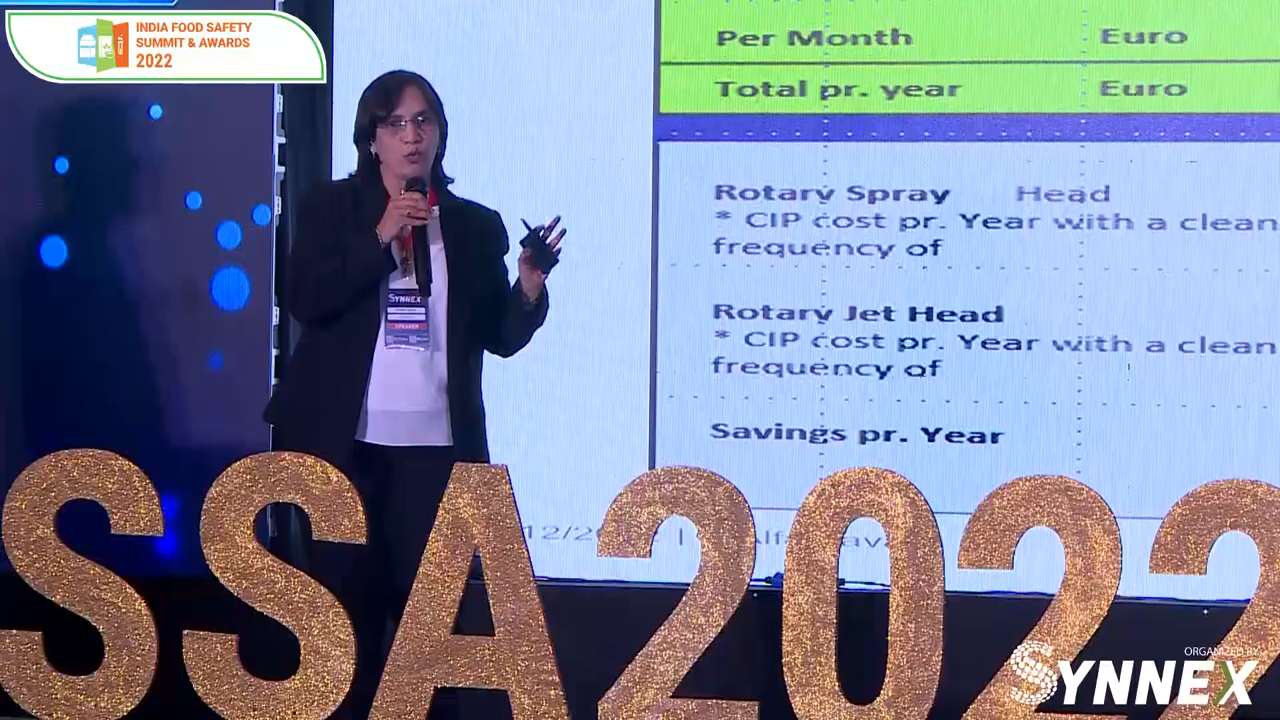 INDIA FOOD SAFETY
SUMMIT & AWARDS
2022
Per Month Euro
Total pr. year Euro
Rotary Spray Head
* CIP cost pr. Year with a clean
frequency of
Rotary Jet Head
* CIP cost pr. Year with a clean
frequency of
Savings pr. Year
SYNNEX
SPEAKER
SSA2022
ORGANIZED BY
SYNNEX